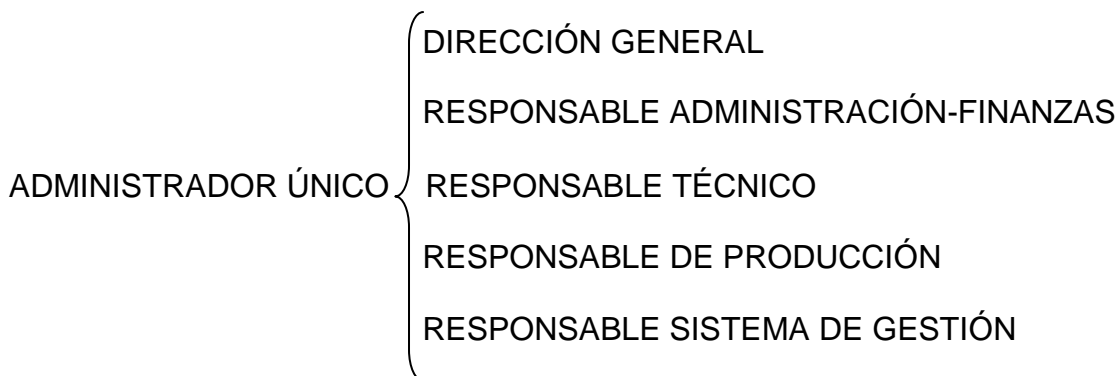 DIRECCIÓN GENERAL
RESPONSABLE ADMINISTRACIÓN-FINANZAS
ADMINISTRADOR ÚNICO
RESPONSABLE TÉCNICO
RESPONSABLE DE PRODUCCIÓN
RESPONSABLE SISTEMA DE GESTIÓN